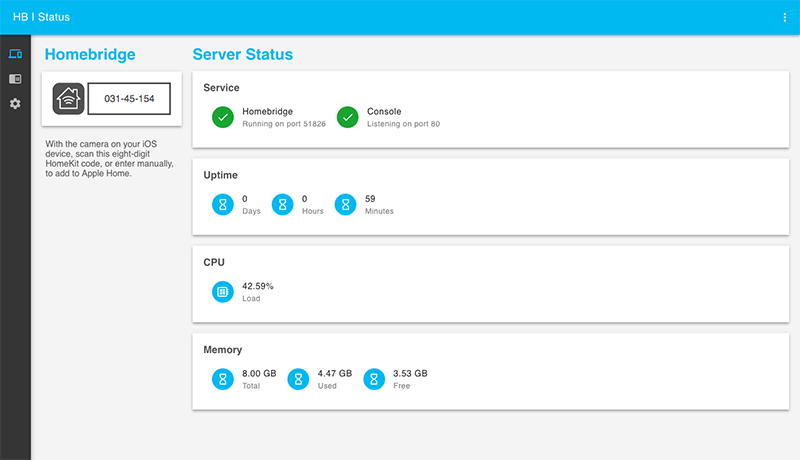 HB | Status
Homebridge
031-45-154
With the camera on your iOS
device, scan this eight-digit
HomeKit code, or enter manually,
to add to Apple Home.
Server Status
Service
Homebridge
Running on port 51826
Console
Listening on port 80
Uptime
0
Days
0
Hours
59
Minutes
CPU
42.59%
Load
Memory
8.00 GB
Total
4.47 GB
Used
3.53 GB
Free